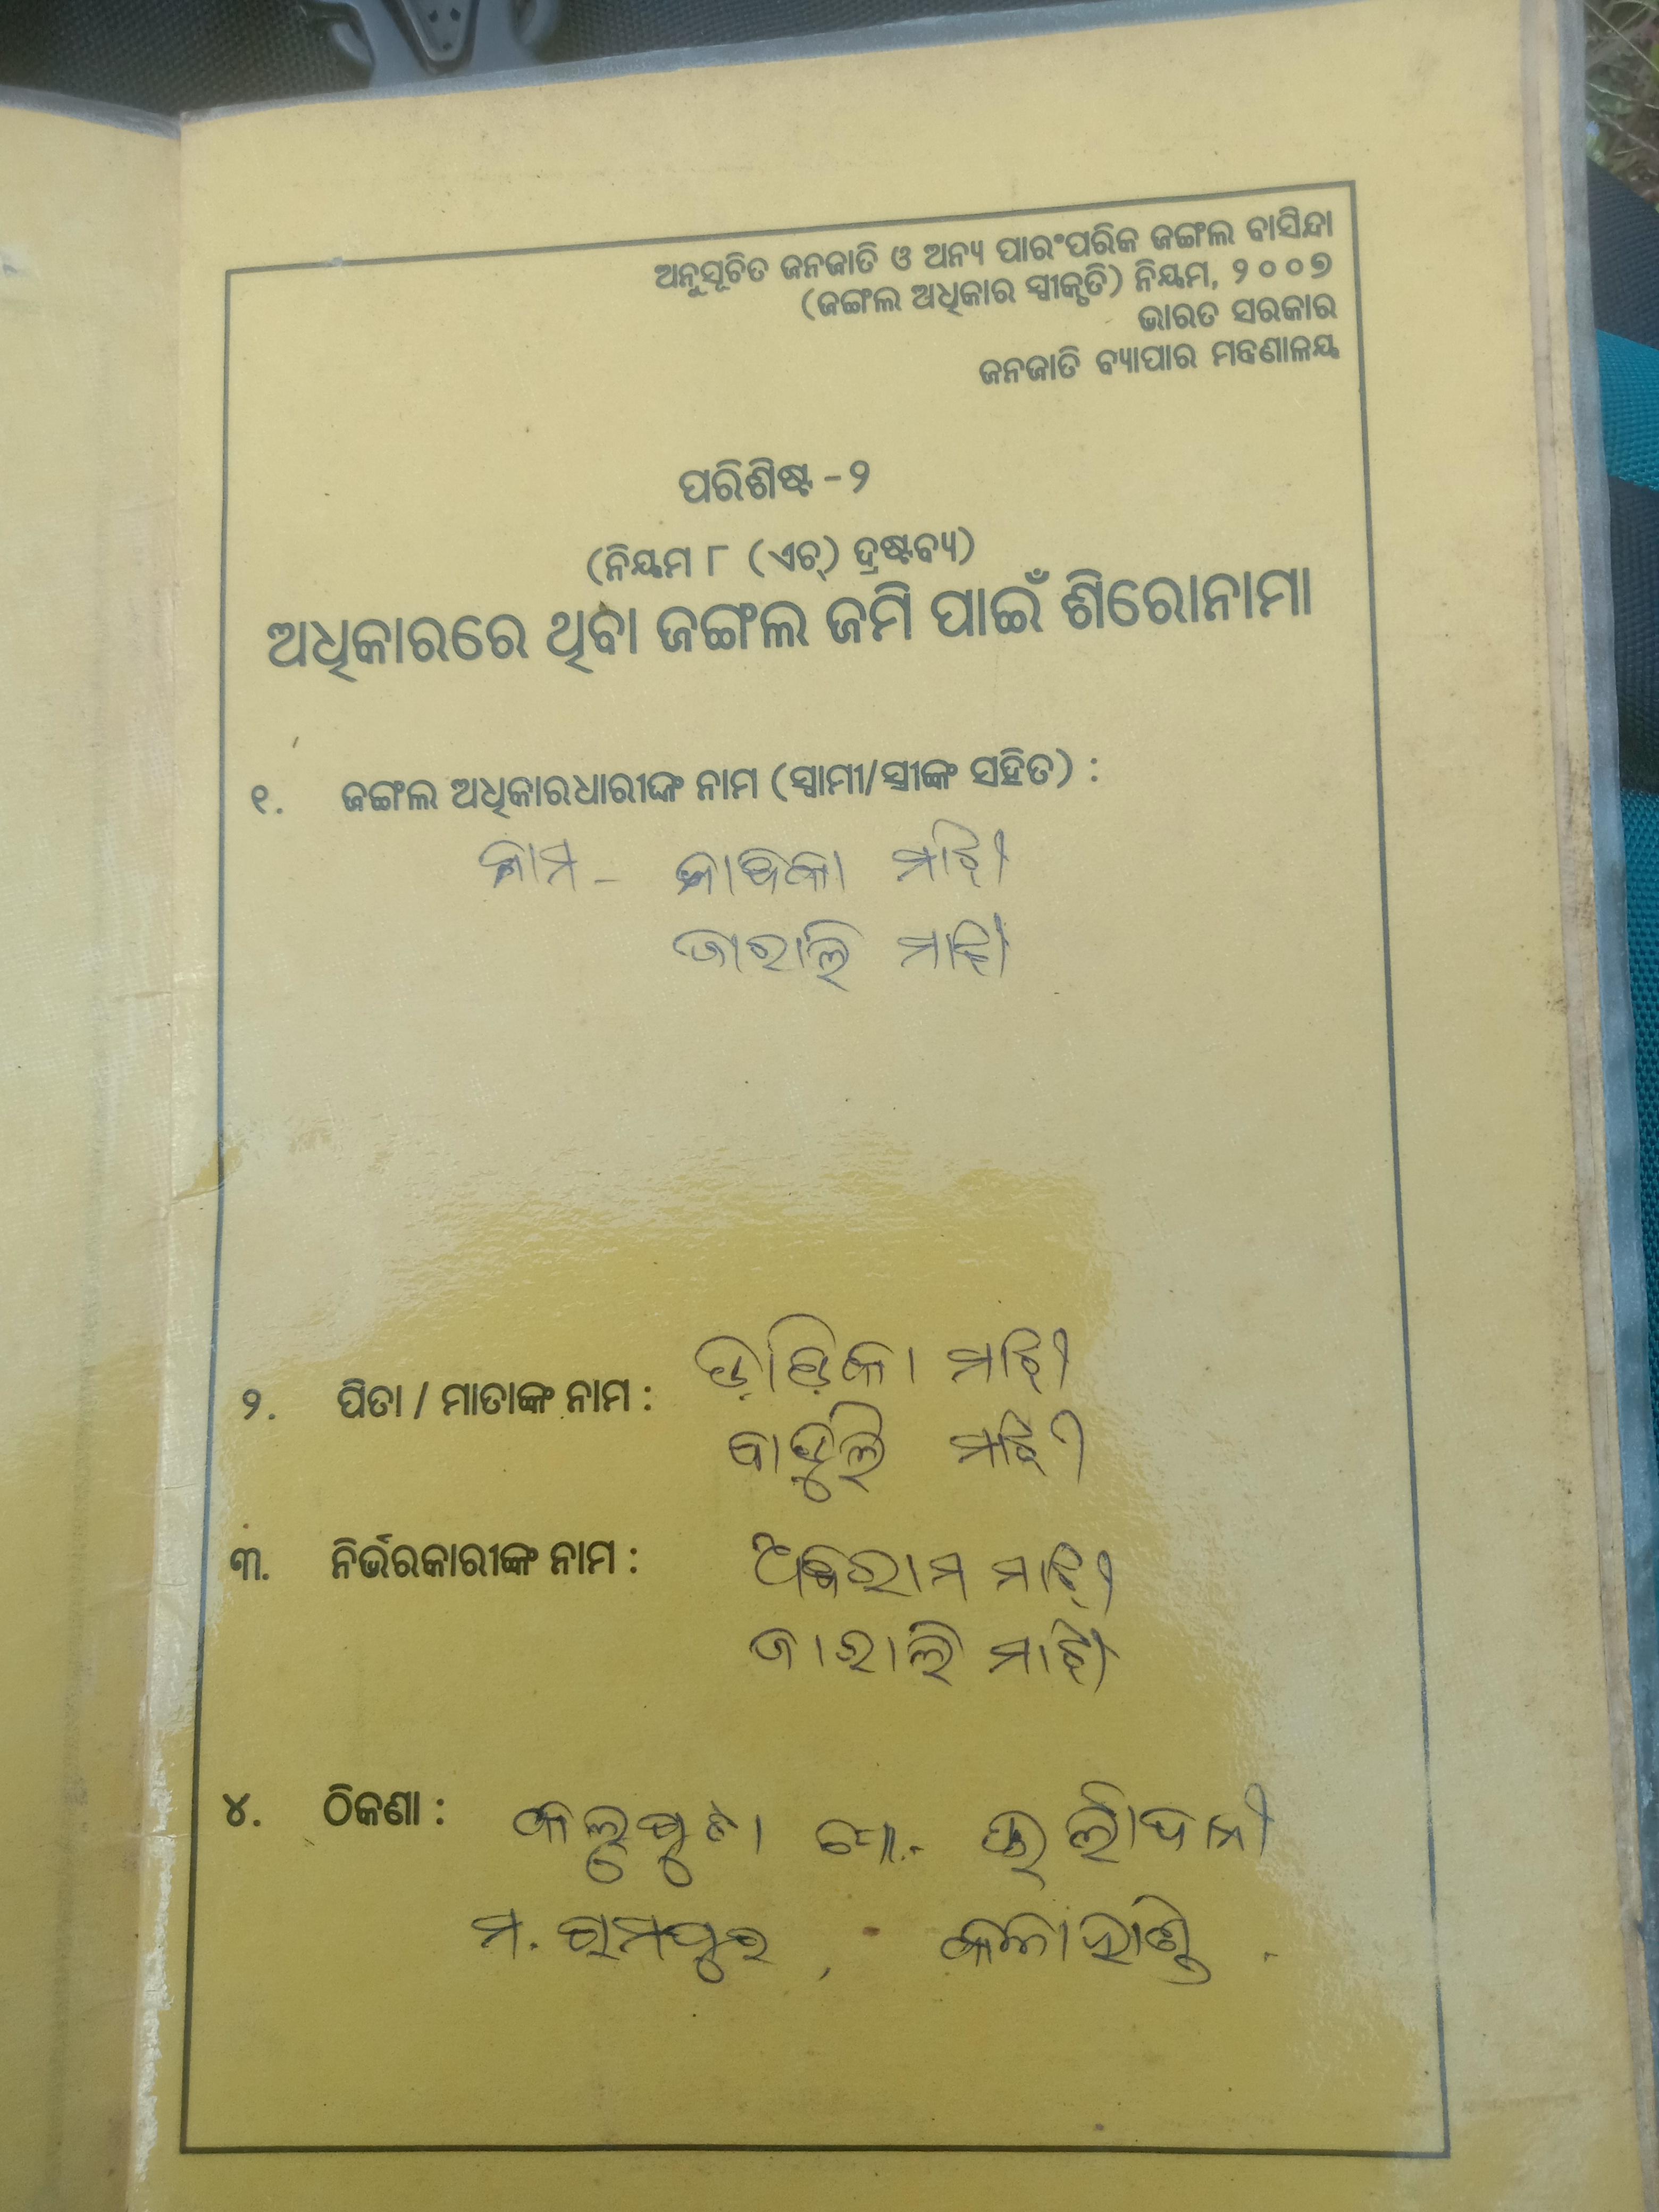 ଅନୁସୂଚିତ ଜନଜାତି ଓ ଅନ୍ୟ ପାରଂପରିକ ଜଙ୍ଗଲ ବାସିନ୍ଦା
(ଜଙ୍ଗଲ ଅଧିକାର ସ୍ୱୀକୃତି) ନିୟମ, ୨୦୦୭
ଭାରତ ସରକାର
ଜନଜାତି ବ୍ୟାପାର ମନ୍ତ୍ରଣାଳୟ
ପରିଶିଷ୍ଟ -୨
(ନିୟମ ୮ (ଏଚ୍) ଦ୍ରଷ୍ଟବ୍ୟ)
ଅଧିକାରରେ ଥିବା ଜଙ୍ଗଲ ଜମି ପାଇଁ ଶିରୋନାମା
୧. ଜଙ୍ଗଲ ଅଧିକାରଧାରୀଙ୍କ ନାମ (ସ୍ୱାମୀ/ସ୍ତ୍ରୀଙ୍କ ସହିତ) :
ନାମ - ମାଝି
ଜାରାଲି ମାଝି
୨. ପିତା / ମାତାଙ୍କ ନାମ : ମାଝି
ମାଝି
୩. ନିର୍ଭରକାରୀଙ୍କ ନାମ : ମାଝି
ଜାରାଲି ମାଝି
୪. ଠିକଣା :
ମ. ରାମପୁର , କଳାହାଣ୍ଡି .